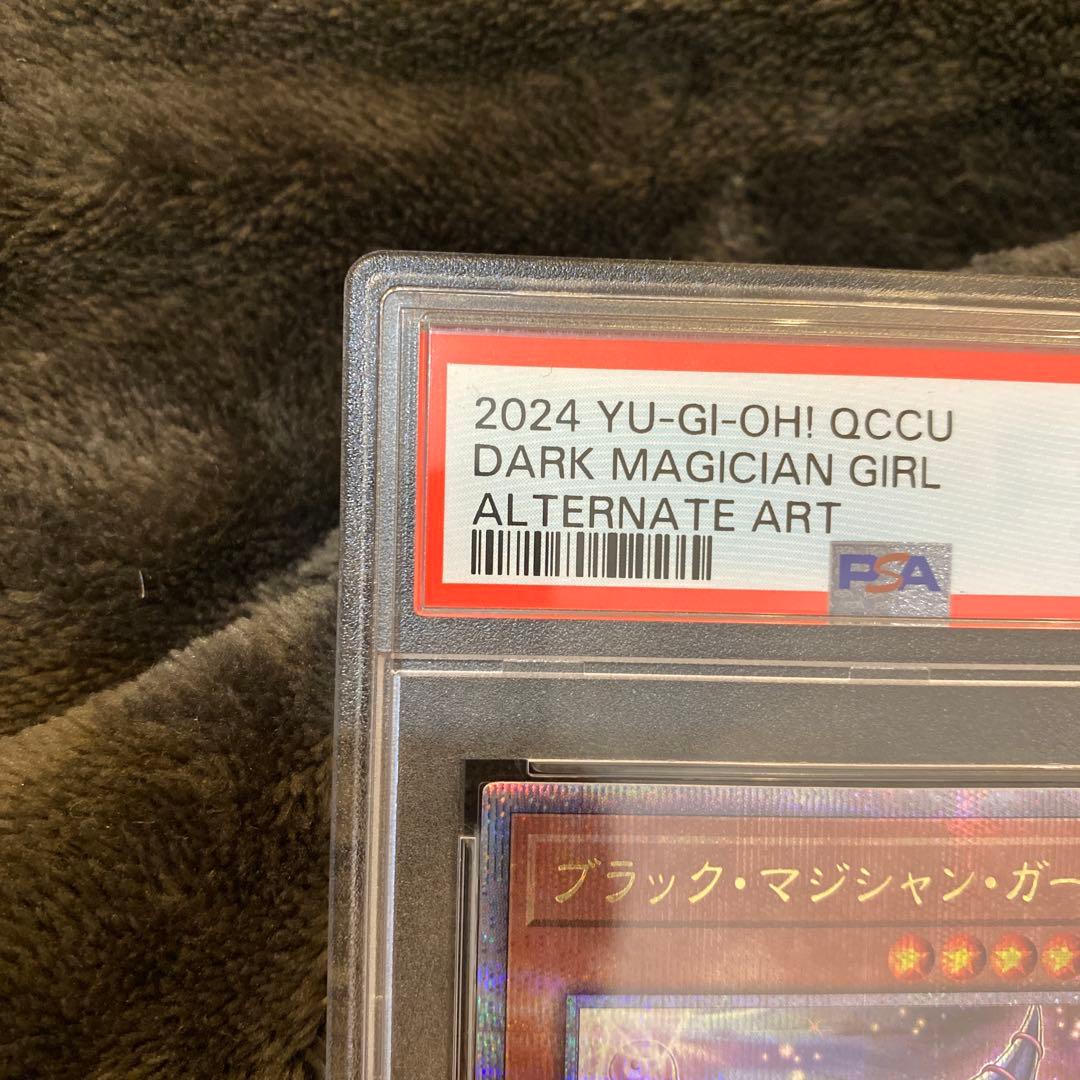 2024 YU-GI-OH! QCCU
DARK MAGICIAN GIRL
ALTERNATE ART
PSA
ブラック・マジシャン・ガー